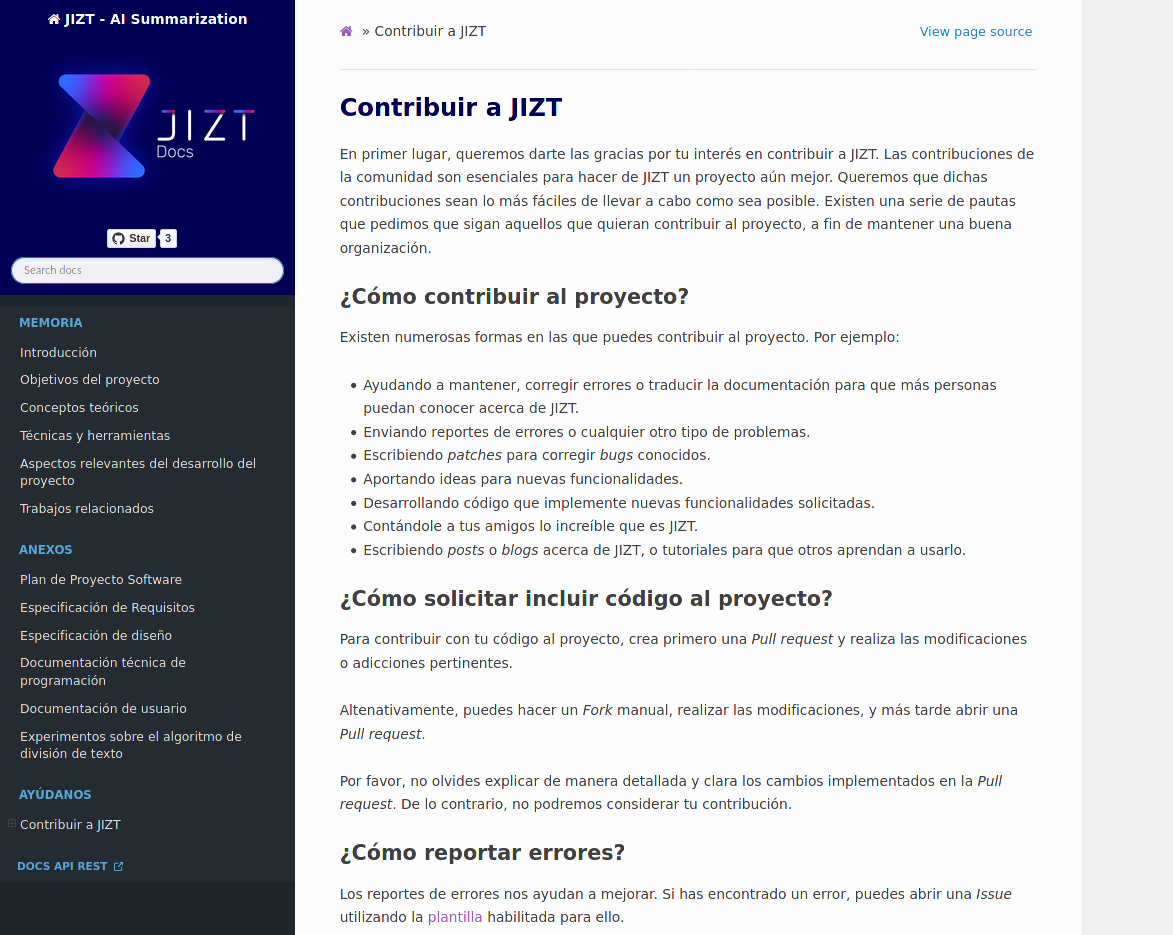 JIZT - AI Summarization
JIZT
Docs
Star 3
Search docs
MEMORIA
Introducción
Objetivos del proyecto
Conceptos teóricos
Técnicas y herramientas
Aspectos relevantes del desarrollo del
proyecto
Trabajos relacionados
ANEXOS
Plan de Proyecto Software
Especificación de Requisitos
Especificación de diseño
Documentación técnica de
programación
Documentación de usuario
Experimentos sobre el algoritmo de
división de texto
AYÚDANOS
Contribuir a JIZT
DOCS API REST
» Contribuir a JIZT
View page source
Contribuir a JIZT
En primer lugar, queremos darte las gracias por tu interés en contribuir a JIZT. Las contribuciones de
la comunidad son esenciales para hacer de JIZT un proyecto aún mejor. Queremos que dichas
contribuciones sean lo más fáciles de llevar a cabo como sea posible. Existen una serie de pautas
que pedimos que sigan aquellos que quieran contribuir al proyecto, a fin de mantener una buena
organización.
¿Cómo contribuir al proyecto?
Existen numerosas formas en las que puedes contribuir al proyecto. Por ejemplo:
• Ayudando a mantener, corregir errores o traducir la documentación para que más personas
puedan conocer acerca de JIZT.
• Enviando reportes de errores o cualquier otro tipo de problemas.
• Escribiendo patches para corregir bugs conocidos.
• Aportando ideas para nuevas funcionalidades.
• Desarrollando código que implemente nuevas funcionalidades solicitadas.
• Contándole a tus amigos lo increíble que es JIZT.
• Escribiendo posts o blogs acerca de JIZT, o tutoriales para que otros aprendan a usarlo.
¿Cómo solicitar incluir código al proyecto?
Para contribuir con tu código al proyecto, crea primero una Pull request y realiza las modificaciones
o adicciones pertinentes.
Altenativamente, puedes hacer un Fork manual, realizar las modificaciones, y más tarde abrir una
Pull request.
Por favor, no olvides explicar de manera detallada y clara los cambios implementados en la Pull
request. De lo contrario, no podremos considerar tu contribución.
¿Cómo reportar errores?
Los reportes de errores nos ayudan a mejorar. Si has encontrado un error, puedes abrir una Issue
utilizando la plantilla habilitada para ello.